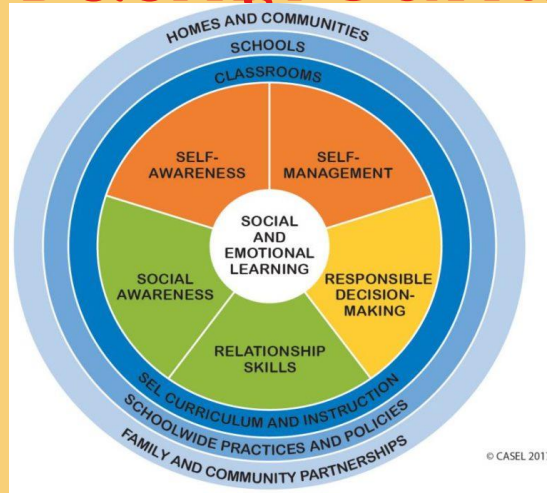 HOMES AND COMMUNITIES
SCHOOLS
CLASSROOMS
SELF-
AWARENESS
SELF-
MANAGEMENT
SOCIAL
AND
EMOTIONAL
LEARNING
SOCIAL
AWARENESS
RESPONSIBLE
DECISION-
MAKING
RELATIONSHIP
SKILLS
SEL CURRICULUM AND INSTRUCTION
SCHOOLWIDE PRACTICES AND POLICIES
FAMILY AND COMMUNITY PARTNERSHIPS
© CASEL 2017